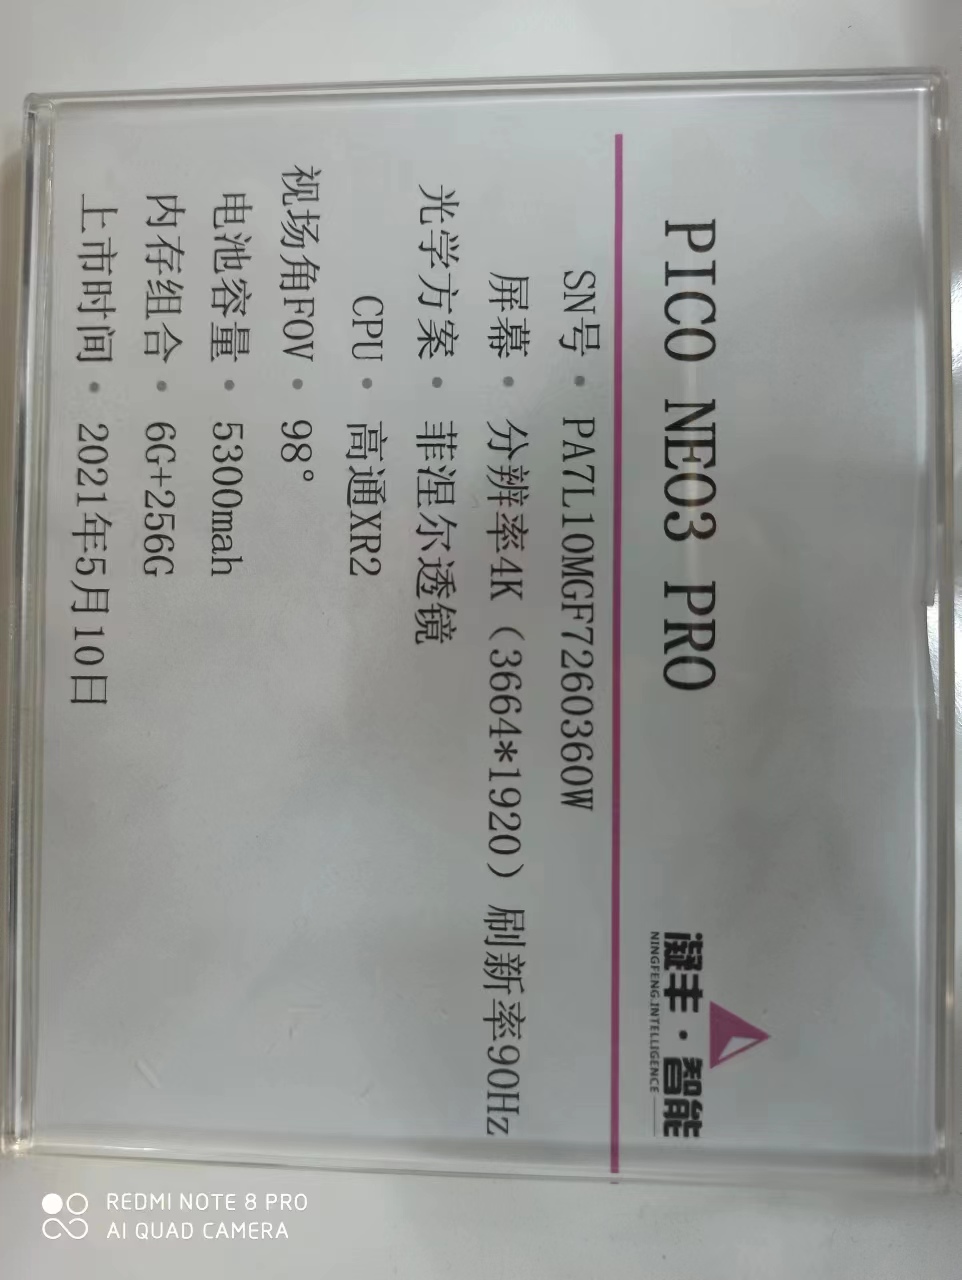 PICO NEO3 PRO
凝丰·智能
NINGFENG·INTELLIGENCE
SN号· PA7L10MGF7260360W
屏幕· 分辨率4K（3664*1920）刷新率90Hz
光学方案· 菲涅尔透镜
CPU· 高通XR2
视场角FOV· 98°
电池容量· 5300mah
内存组合· 6G+256G
上市时间· 2021年5月10日
REDMI NOTE 8 PRO
AI QUAD CAMERA